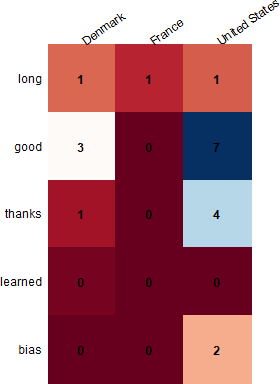 Denmark France United States
long 1 1 1
good 3 0 7
thanks 1 0 4
learned 0 0 0
bias 0 0 2